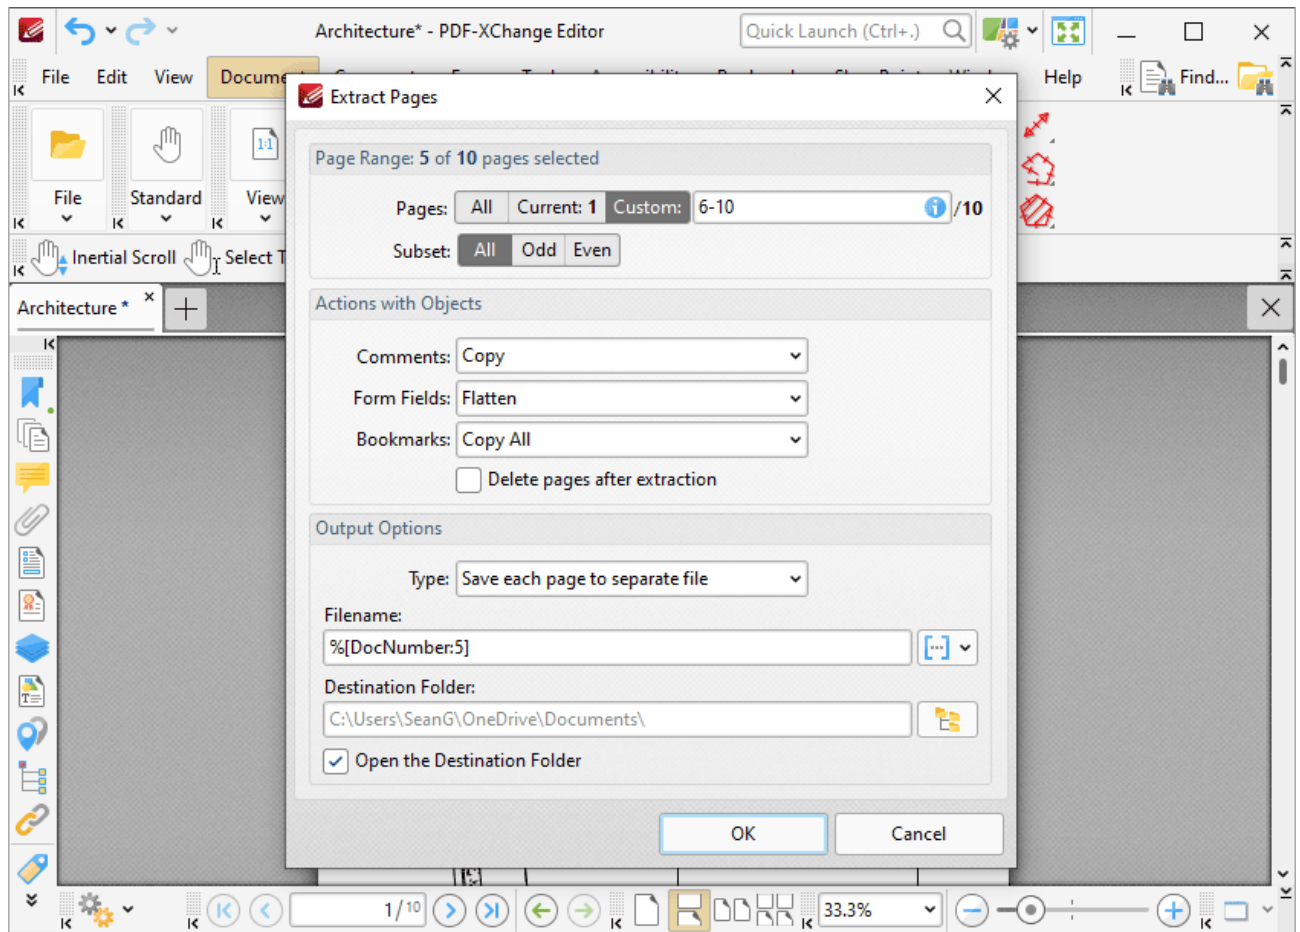 Architecture* - PDF-XChange Editor
Quick Launch (Ctrl+.)
File Edit View Help Find...
Extract Pages
Page Range: 5 of 10 pages selected
File Standard View
Pages: All Current: 1 Custom: 6-10 /10
Inertial Scroll Select T
Subset: All Odd Even
Architecture *
Actions with Objects
Comments: Copy
Form Fields: Flatten
Bookmarks: Copy All
Delete pages after extraction
Output Options
Type: Save each page to separate file
Filename:
%[DocNumber:5]
Destination Folder:
C:\Users\SeanG\OneDrive\Documents\
Open the Destination Folder
OK Cancel
1/10 33.3%